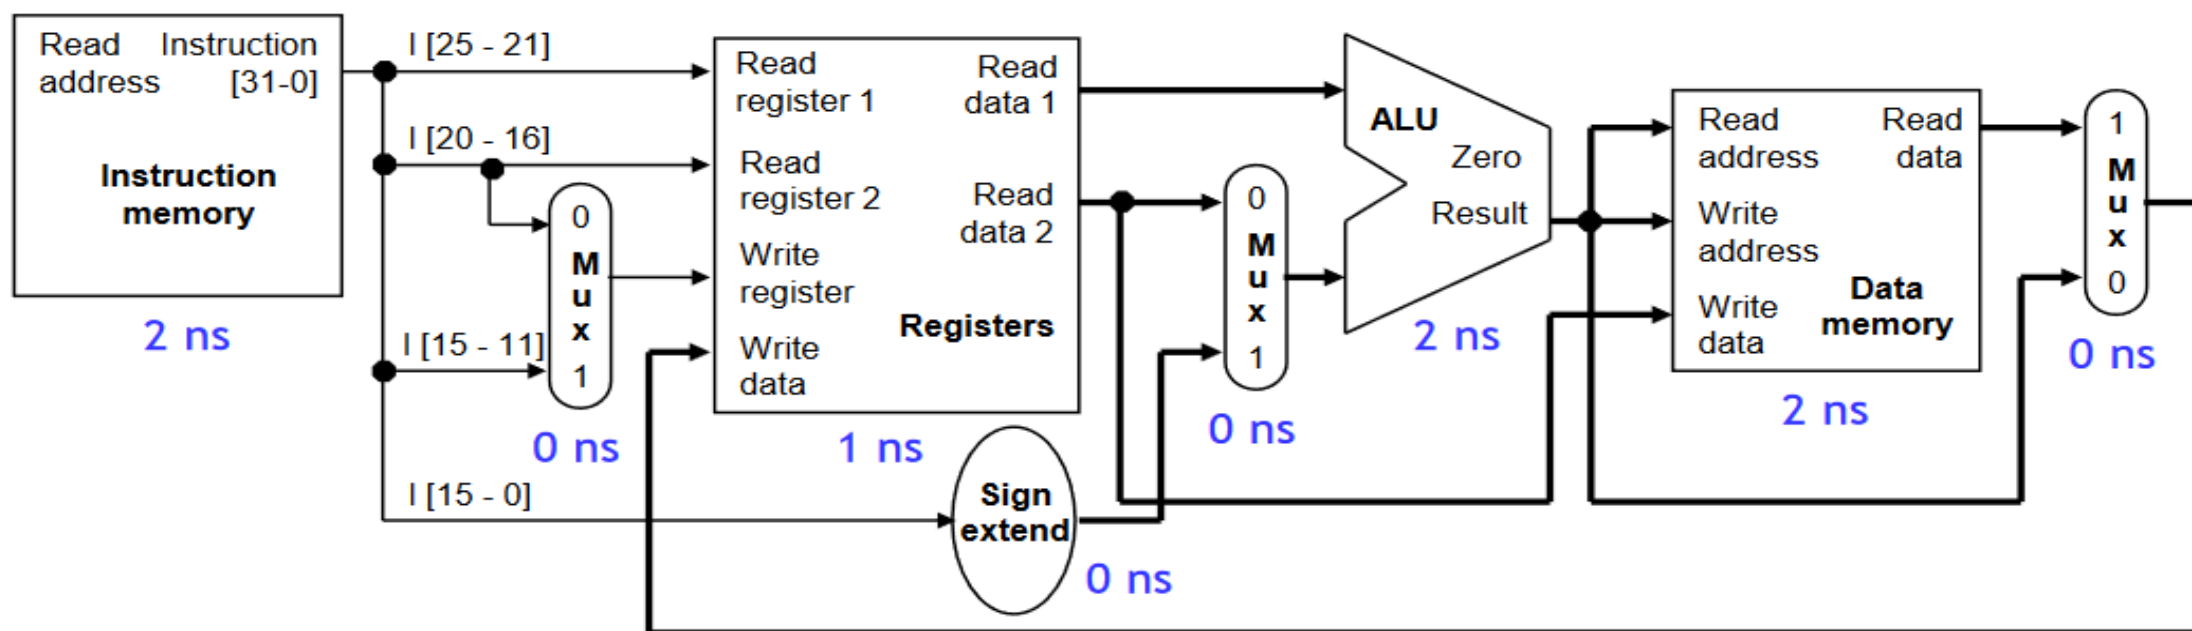 Read address
Instruction [31-0]
Instruction memory
2 ns
I [25 - 21]
I [20 - 16]
I [15 - 11]
I [15 - 0]
0
Mux
1
0 ns
Read register 1
Read register 2
Write register
Write data
Read data 1
Read data 2
Registers
1 ns
Sign extend
0 ns
0
Mux
1
0 ns
ALU
Zero
Result
2 ns
Read address
Write address
Write data
Read data
Data memory
2 ns
1
Mux
0
0 ns